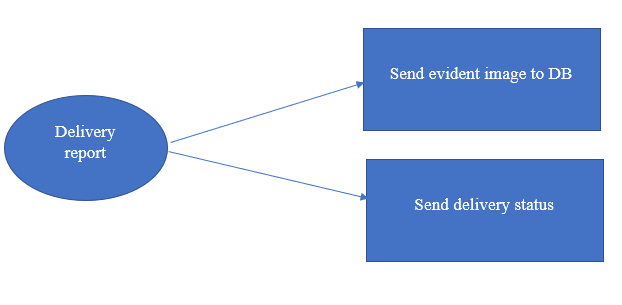 Delivery
report
Send evident image to DB
Send delivery status